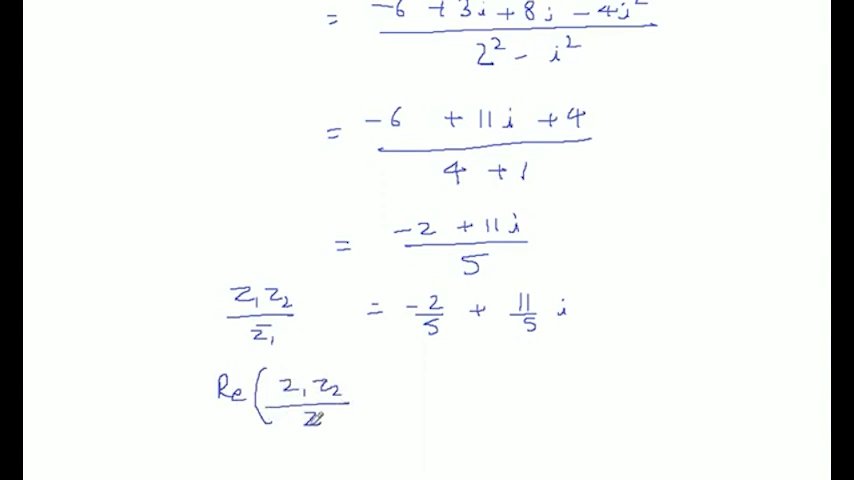 = -6 + 3i + 8i - 4i²
2² - i²
= -6 + 11i + 4
4 + 1
= -2 + 11i
5
z₁z₂ = -2 + 11 i
z̄₁ 5 5
Re( z₁z₂
z